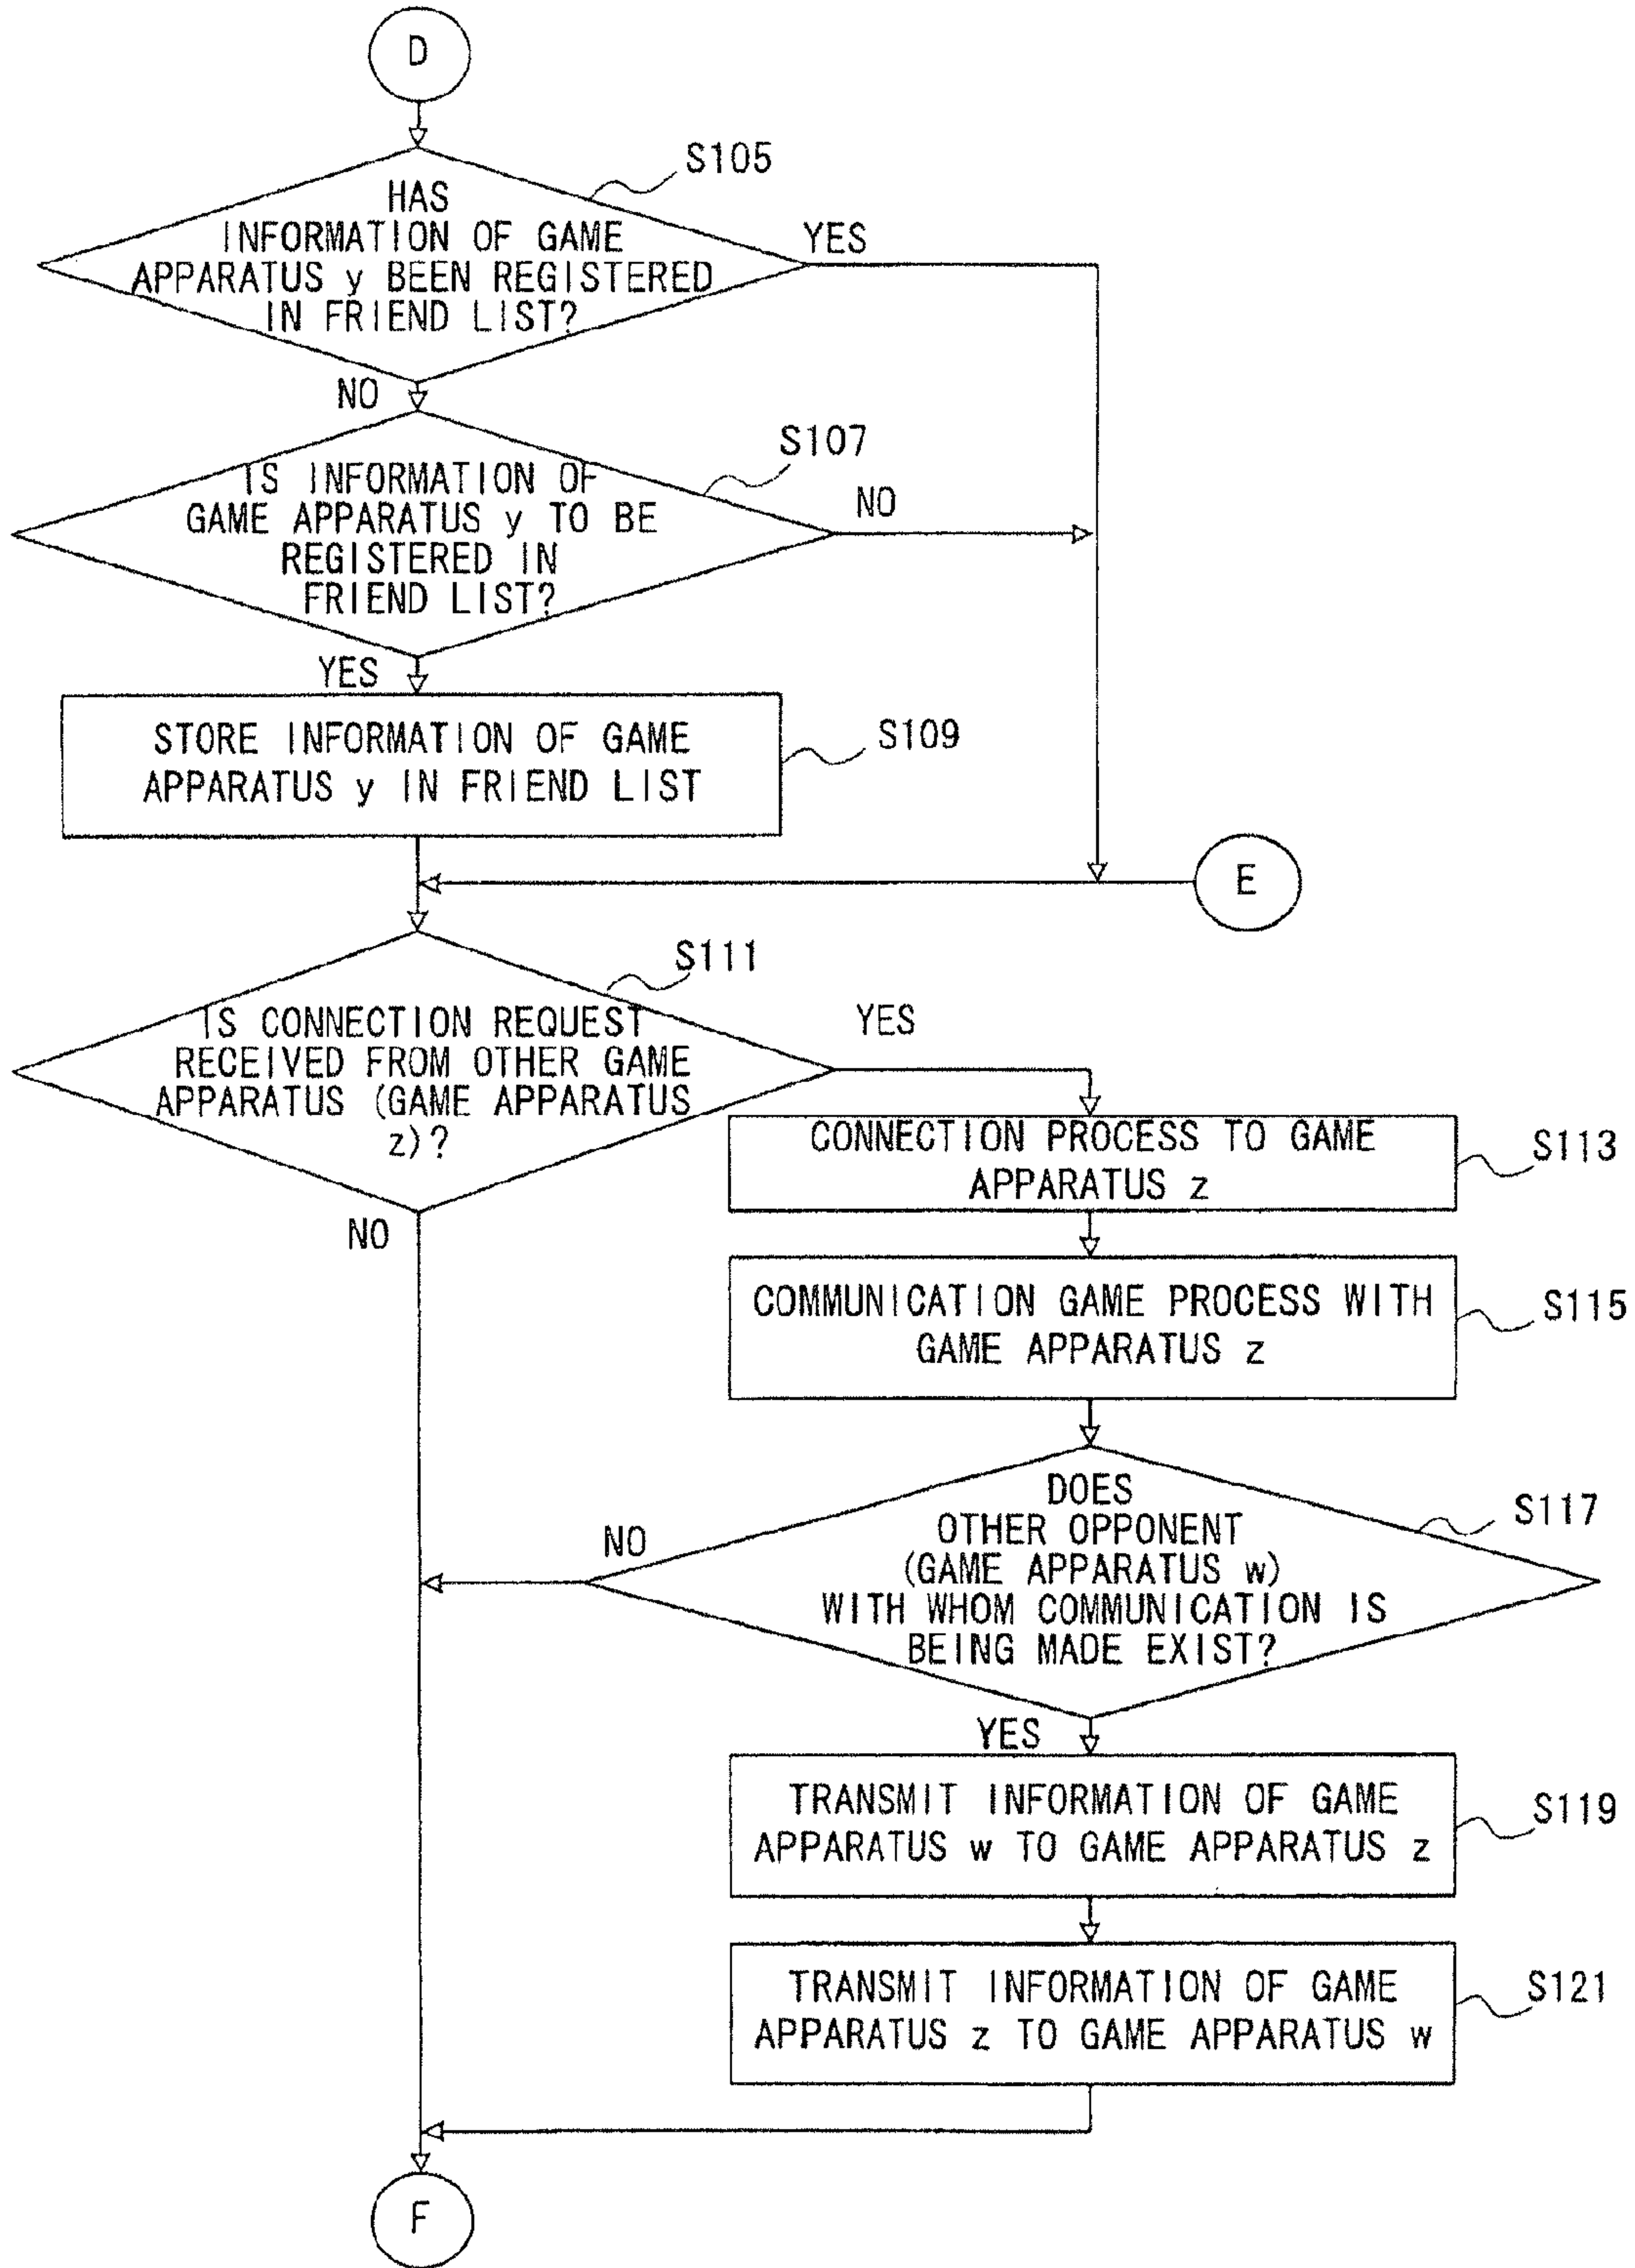 D
S105
HAS
INFORMATION OF GAME
APPARATUS y BEEN REGISTERED
IN FRIEND LIST?
YES
NO
S107
IS INFORMATION OF
GAME APPARATUS y TO BE
REGISTERED IN
FRIEND LIST?
NO
YES
STORE INFORMATION OF GAME
APPARATUS y IN FRIEND LIST
S109
E
S111
IS CONNECTION REQUEST
RECEIVED FROM OTHER GAME
APPARATUS (GAME APPARATUS
z)?
YES
NO
CONNECTION PROCESS TO GAME
APPARATUS z
S113
COMMUNICATION GAME PROCESS WITH
GAME APPARATUS z
S115
DOES
OTHER OPPONENT
(GAME APPARATUS w)
WITH WHOM COMMUNICATION IS
BEING MADE EXIST?
S117
NO
YES
TRANSMIT INFORMATION OF GAME
APPARATUS w TO GAME APPARATUS z
S119
TRANSMIT INFORMATION OF GAME
APPARATUS z TO GAME APPARATUS w
S121
F